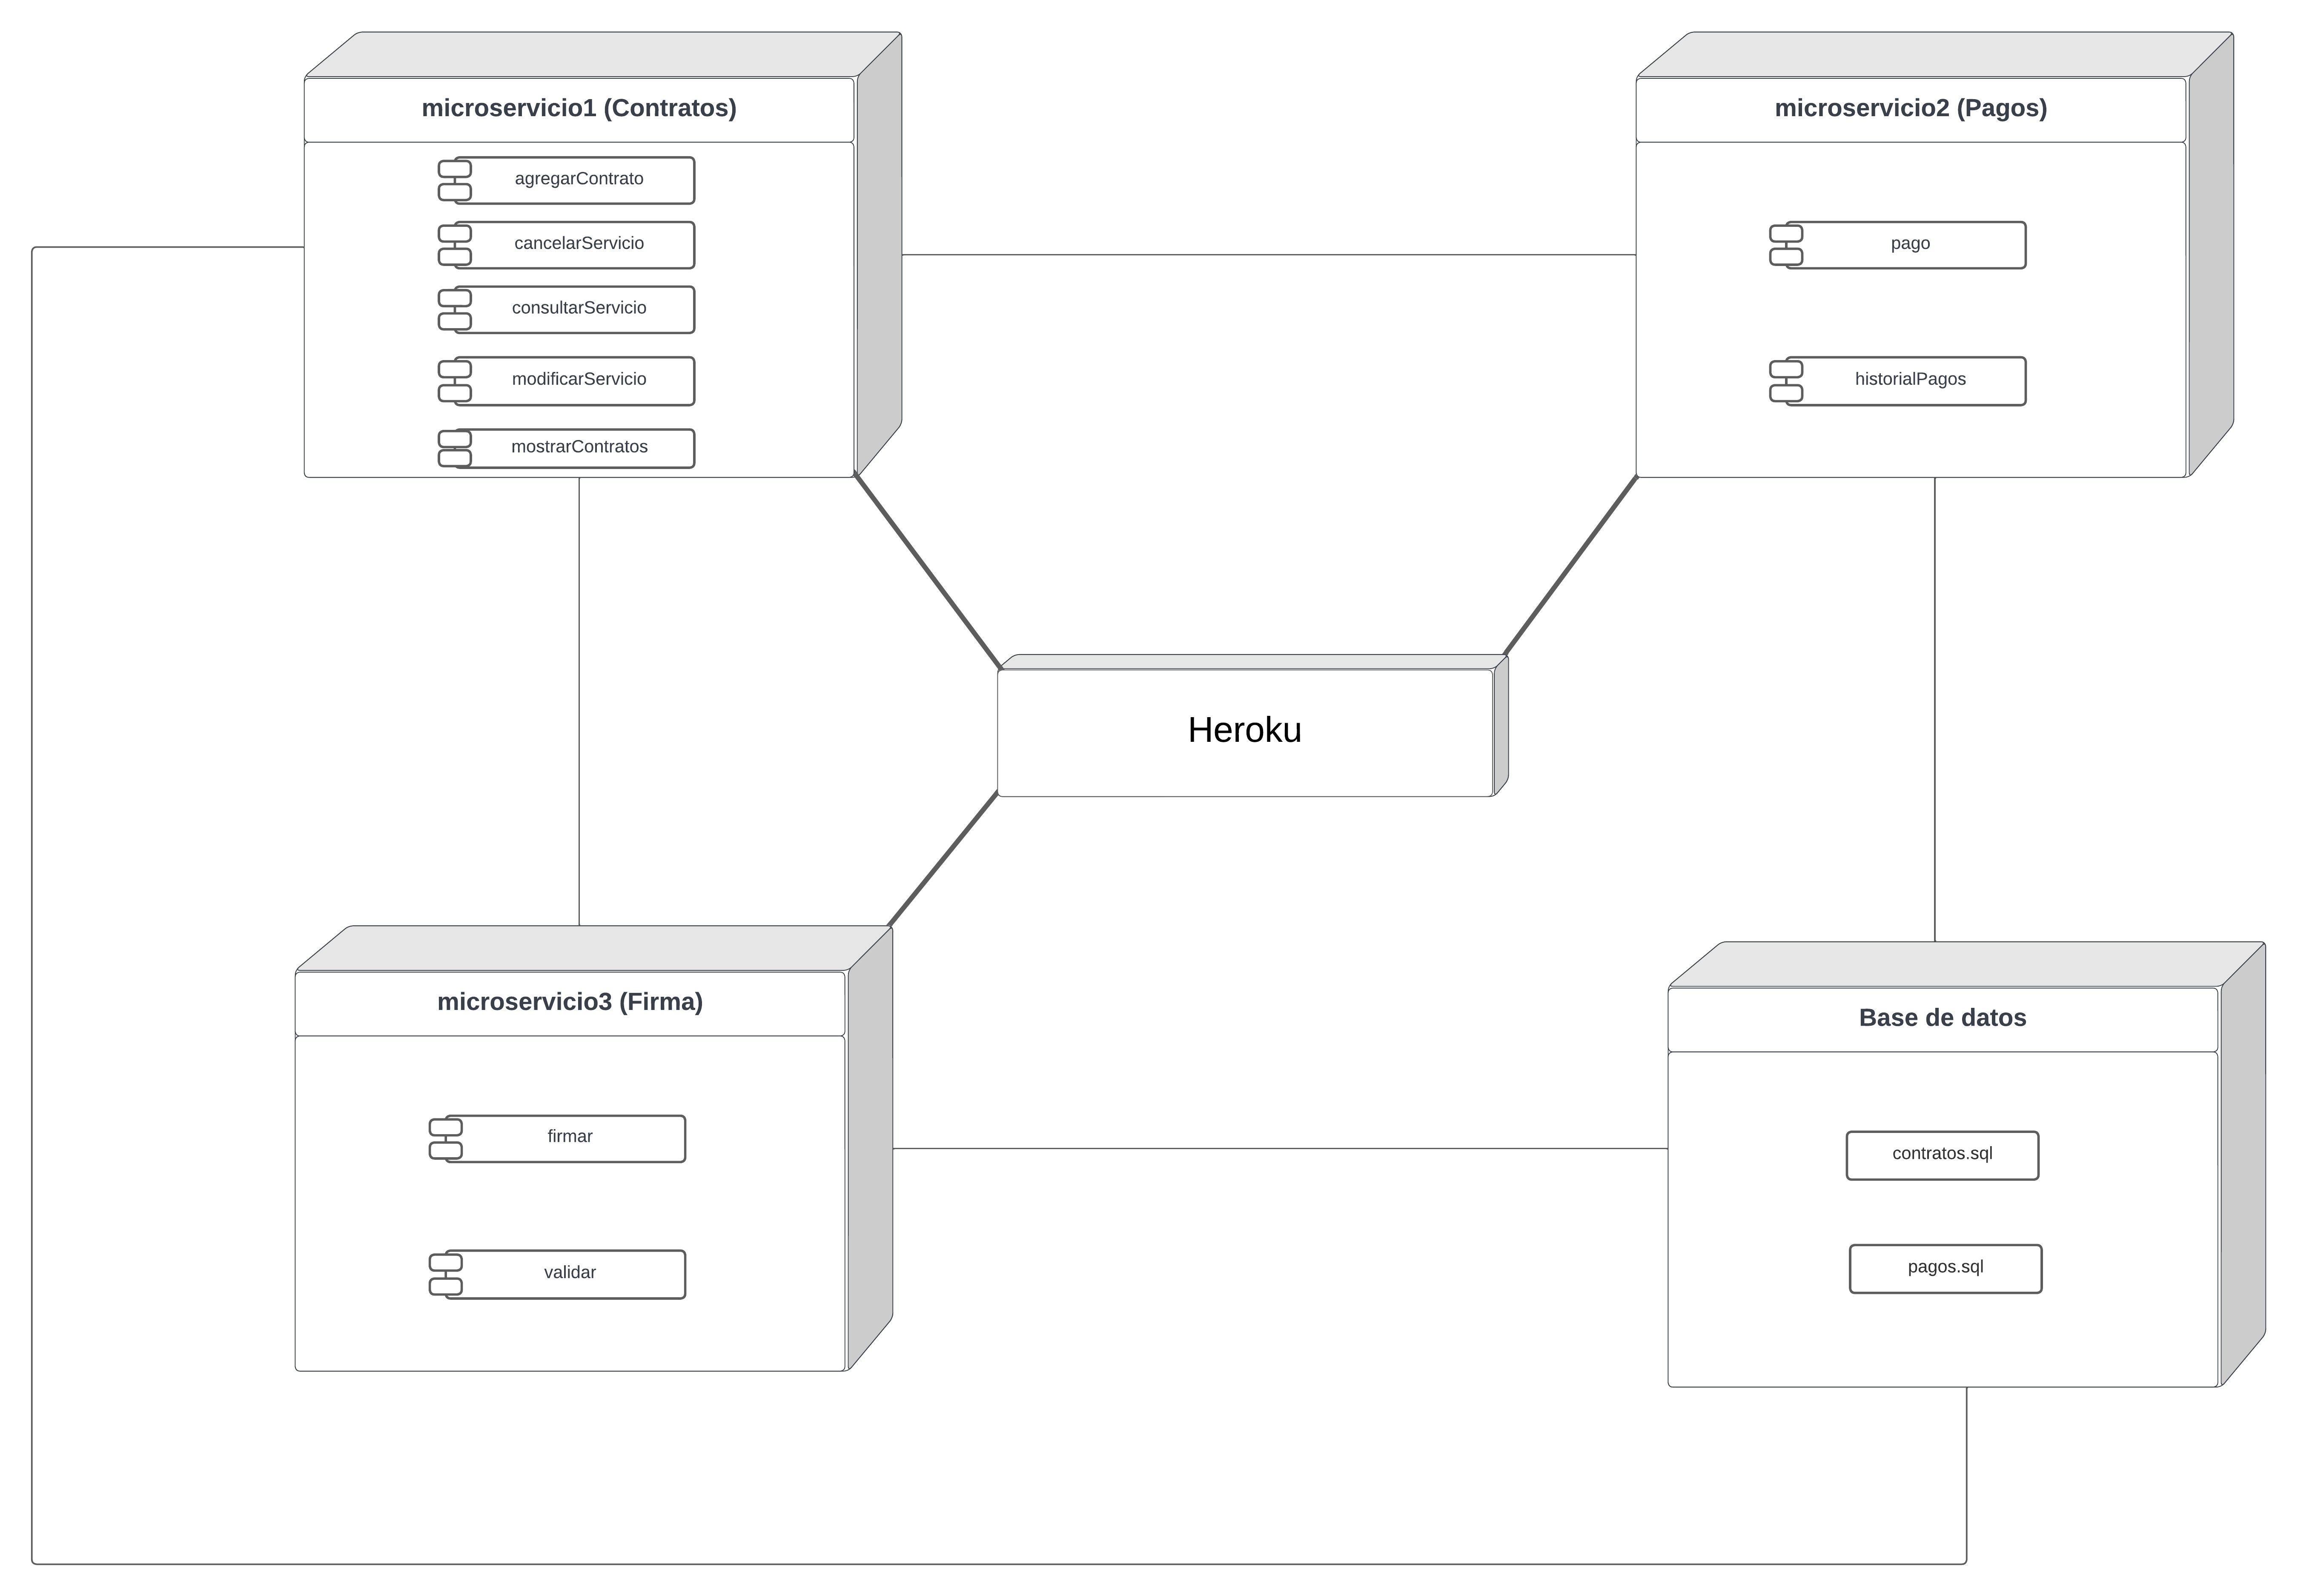 microservicio1 (Contratos)
agregarContrato
cancelarServicio
consultarServicio
modificarServicio
mostrarContratos
microservicio2 (Pagos)
pago
historialPagos
Heroku
microservicio3 (Firma)
firmar
validar
Base de datos
contratos.sql
pagos.sql